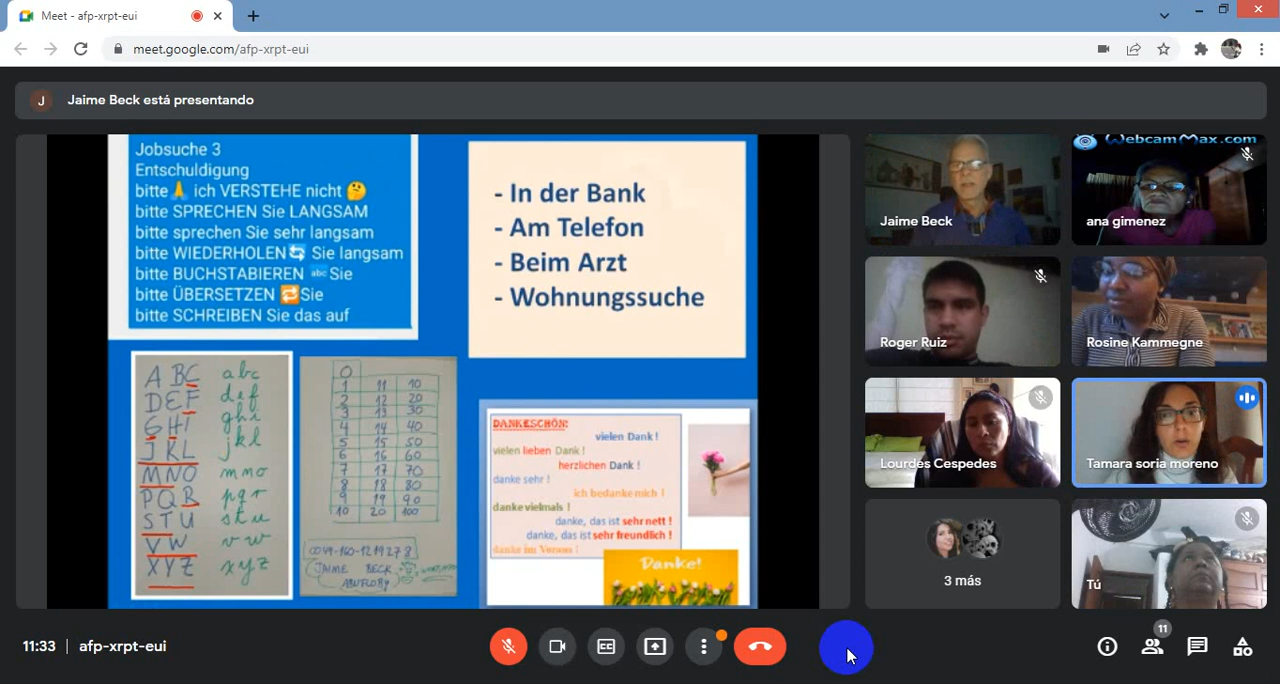 Meet - afp-xrpt-eui
meet.google.com/afp-xrpt-eui
J Jaime Beck está presentando
Jobsuche 3
Entschuldigung
bitte🙏 ich VERSTEHE nicht 🤔
bitte SPRECHEN Sie LANGSAM
bitte sprechen Sie sehr langsam
bitte WIEDERHOLEN🔄 Sie langsam
bitte BUCHSTABIEREN abc Sie
bitte ÜBERSETZEN 🔁Sie
bitte SCHREIBEN Sie das auf
- In der Bank
- Am Telefon
- Beim Arzt
- Wohnungssuche
A B C a b c
D E F d e f
G H I g h i
J K L j k l
M N O m n o
P Q R p q r
S T U s t u
V W v w
X Y Z x y z
0
1 11 10
2 12 20
3 13 30
4 14 40
5 15 50
6 16 60
7 17 70
8 18 80
9 19 90
10 20 100
JAIME BECK
DANKESCHÖN:
vielen Dank !
vielen lieben Dank !
herzlichen Dank !
danke sehr !
ich bedanke mich !
danke vielmals !
danke, das ist sehr nett !
danke, das ist sehr freundlich !
danke im Voraus !
Danke!
Jaime Beck
WebcamMax.com
ana gimenez
Roger Ruiz
Rosine Kammegne
Lourdes Cespedes
Tamara soria moreno
3 más
Tú
11:33 | afp-xrpt-eui
CC
11